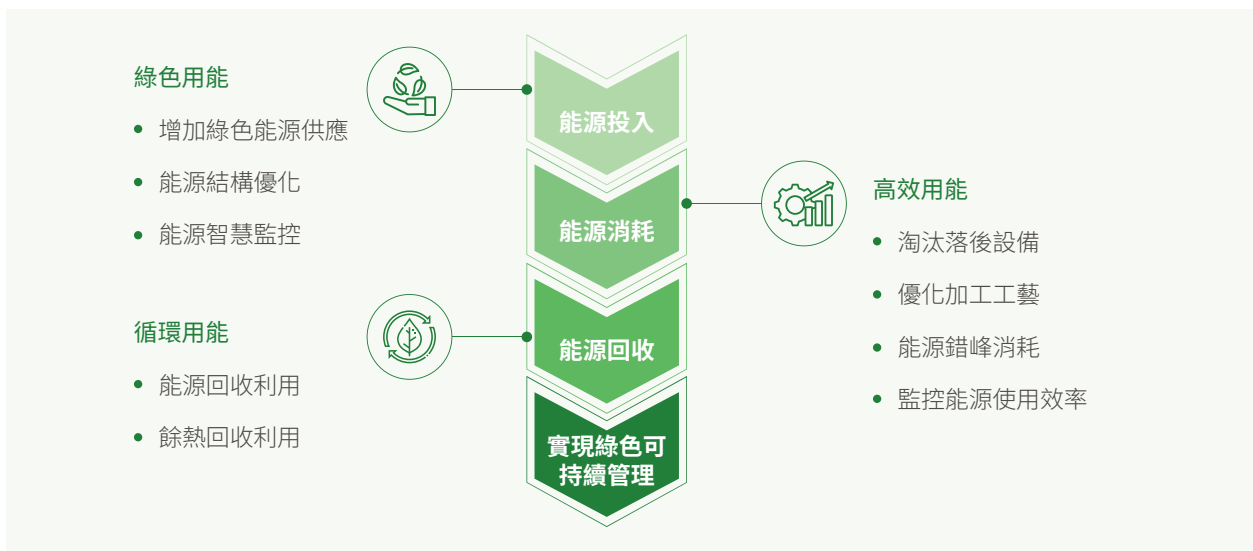 綠色用能
增加綠色能源供應
能源結構優化
能源智慧監控
循環用能
能源回收利用
餘熱回收利用
能源投入
能源消耗
能源回收
實現綠色可
持續管理
高效用能
淘汰落後設備
優化加工工藝
能源錯峰消耗
監控能源使用效率